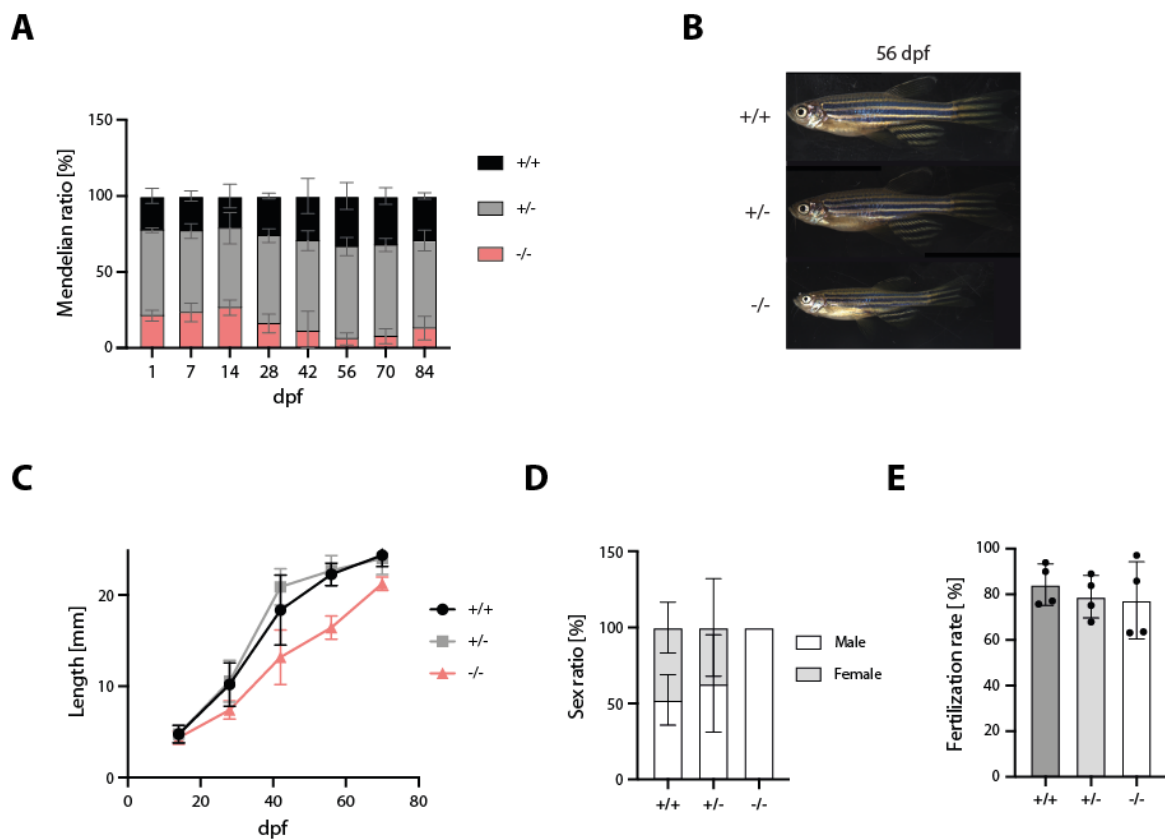 A
Mendelian ratio [%]
150
100
50
0
1 7 14 28 42 56 70 84
dpf
+/+
+/-
-/-
B
56 dpf
+/+
+/-
-/-
C
Length [mm]
20
10
0
0 20 40 60 80
dpf
+/+
+/-
-/-
D
Sex ratio [%]
150
100
50
0
+/+ +/- -/-
Male
Female
E
Fertilization rate [ %]
100
80
60
40
20
0
+/+ +/- -/-